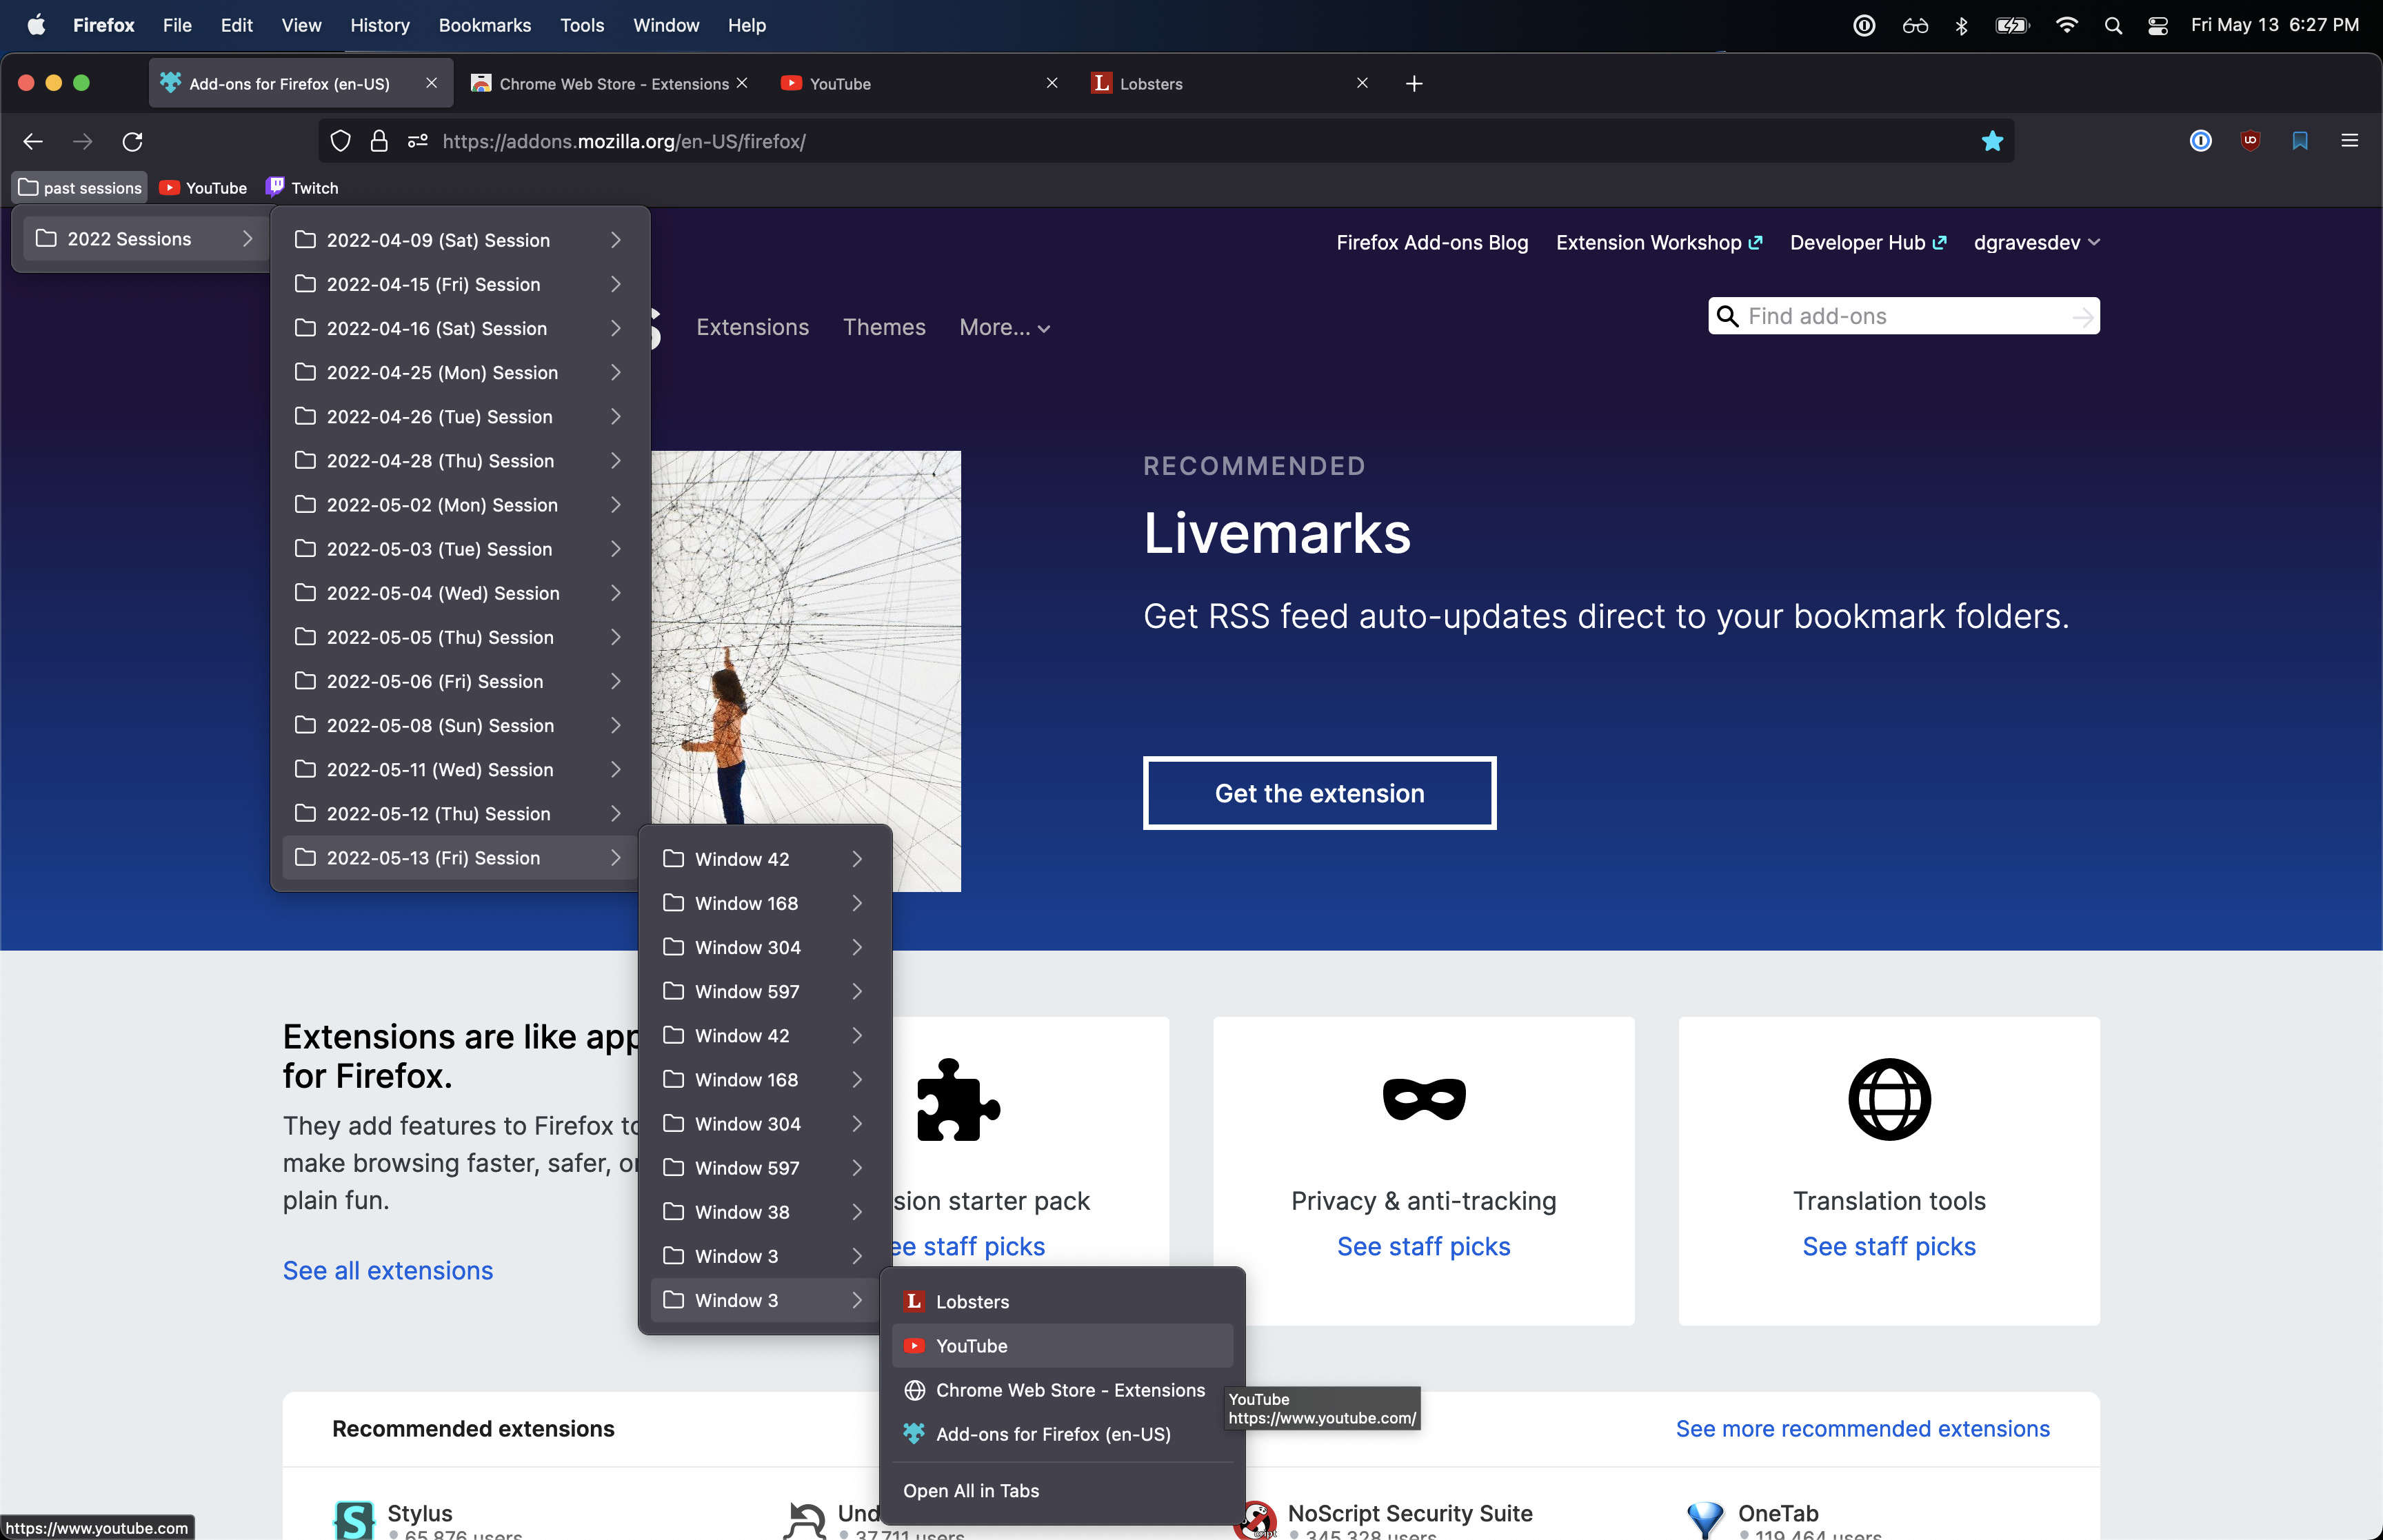 Firefox File Edit View History Bookmarks Tools Window Help Fri May 13 6:27 PM
Add-ons for Firefox (en-US) Chrome Web Store - Extensions YouTube Lobsters
https://addons.mozilla.org/en-US/firefox/
past sessions YouTube Twitch
2022 Sessions
2022-04-09 (Sat) Session
2022-04-15 (Fri) Session
2022-04-16 (Sat) Session
2022-04-25 (Mon) Session
2022-04-26 (Tue) Session
2022-04-28 (Thu) Session
2022-05-02 (Mon) Session
2022-05-03 (Tue) Session
2022-05-04 (Wed) Session
2022-05-05 (Thu) Session
2022-05-06 (Fri) Session
2022-05-08 (Sun) Session
2022-05-11 (Wed) Session
2022-05-12 (Thu) Session
2022-05-13 (Fri) Session
Window 42
Window 168
Window 304
Window 597
Window 42
Window 168
Window 304
Window 597
Window 38
Window 3
Window 3
Lobsters
YouTube
Chrome Web Store - Extensions
Add-ons for Firefox (en-US)
Open All in Tabs
YouTube
https://www.youtube.com/
Firefox Add-ons Blog Extension Workshop Developer Hub dgravesdev
Extensions Themes More...
Find add-ons
RECOMMENDED
Livemarks
Get RSS feed auto-updates direct to your bookmark folders.
Get the extension
Extensions are like app
for Firefox.
They add features to Firefox to
make browsing faster, safer, or
plain fun.
See all extensions
sion starter pack
ee staff picks
Privacy & anti-tracking
See staff picks
Translation tools
See staff picks
Recommended extensions
See more recommended extensions
Stylus
65,876 users
Und
37,711 users
NoScript Security Suite
345,328 users
OneTab
119,464 users
https://www.youtube.com